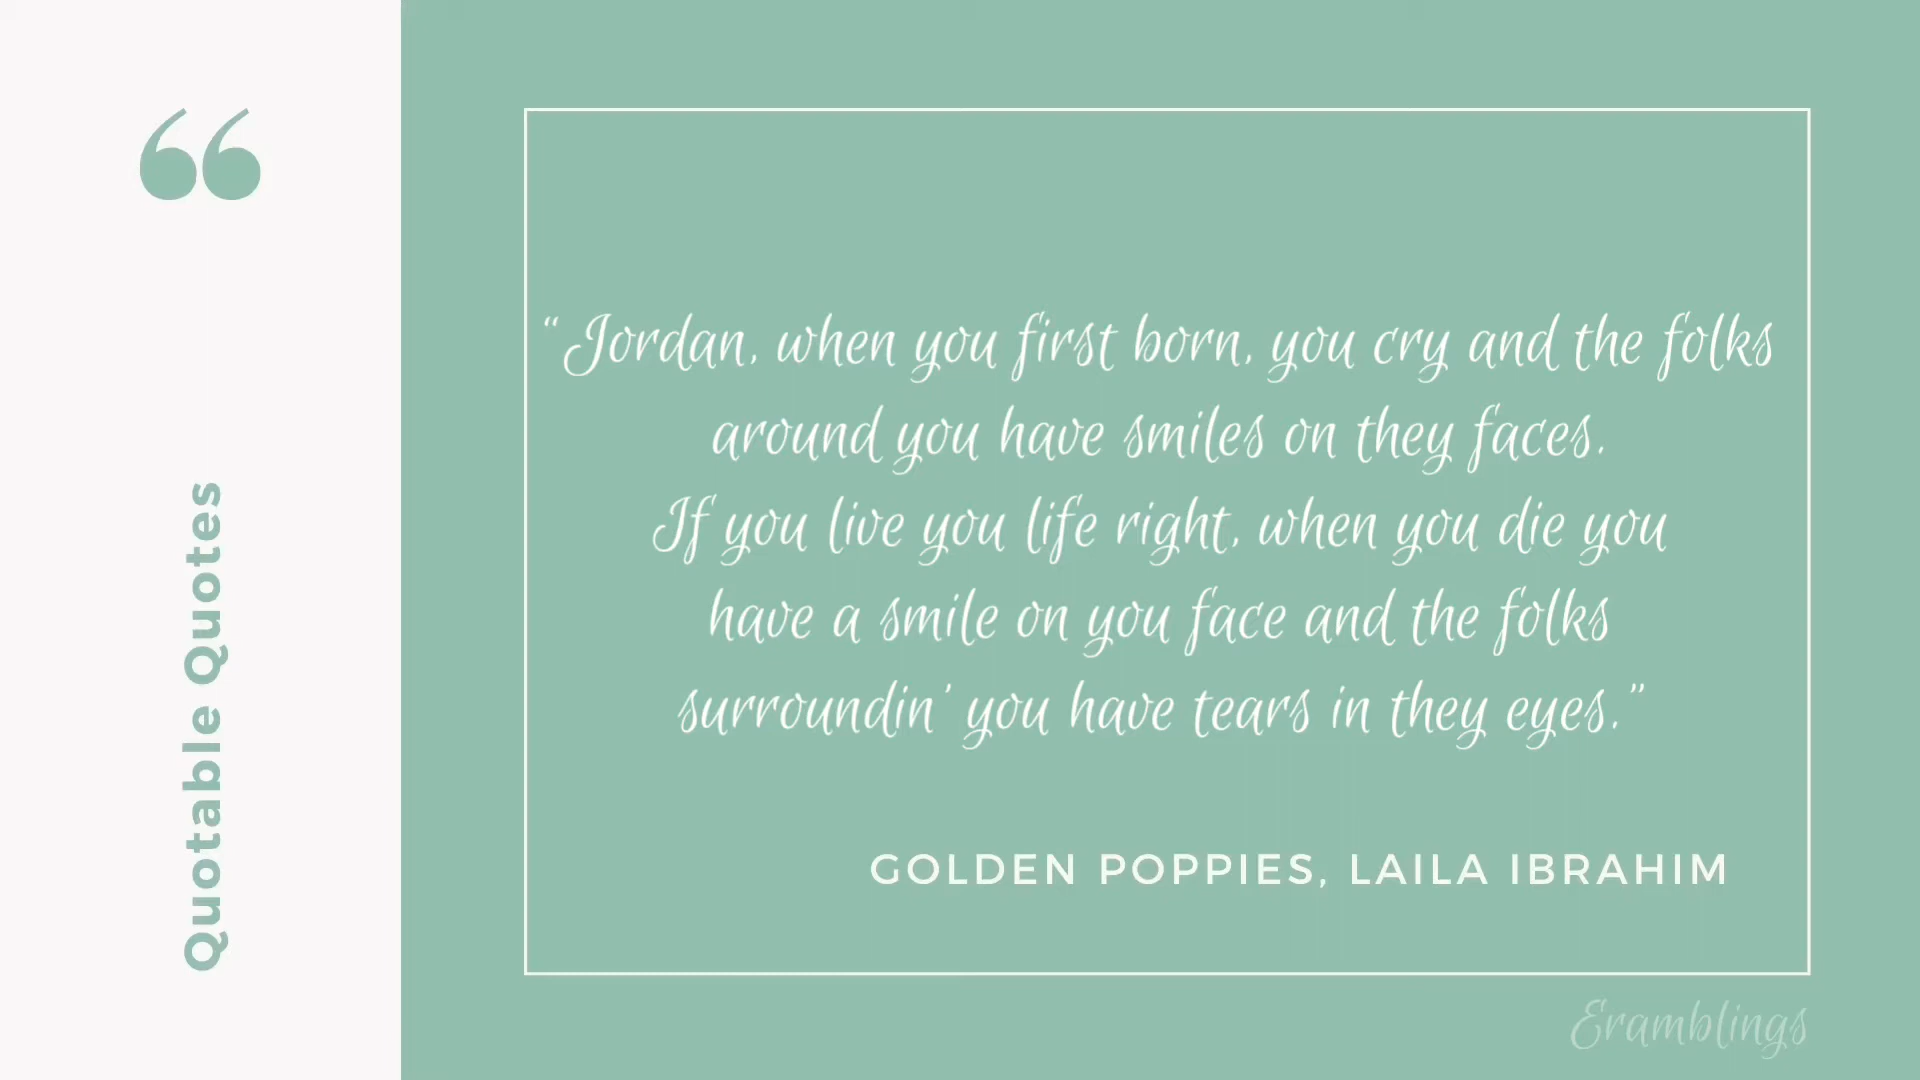 “
Quotable Quotes
“Jordan, when you first born, you cry and the folks
around you have smiles on they faces.
If you live you life right, when you die you
have a smile on you face and the folks
surroundin’ you have tears in they eyes.”
GOLDEN POPPIES, LAILA IBRAHIM
Eramblings